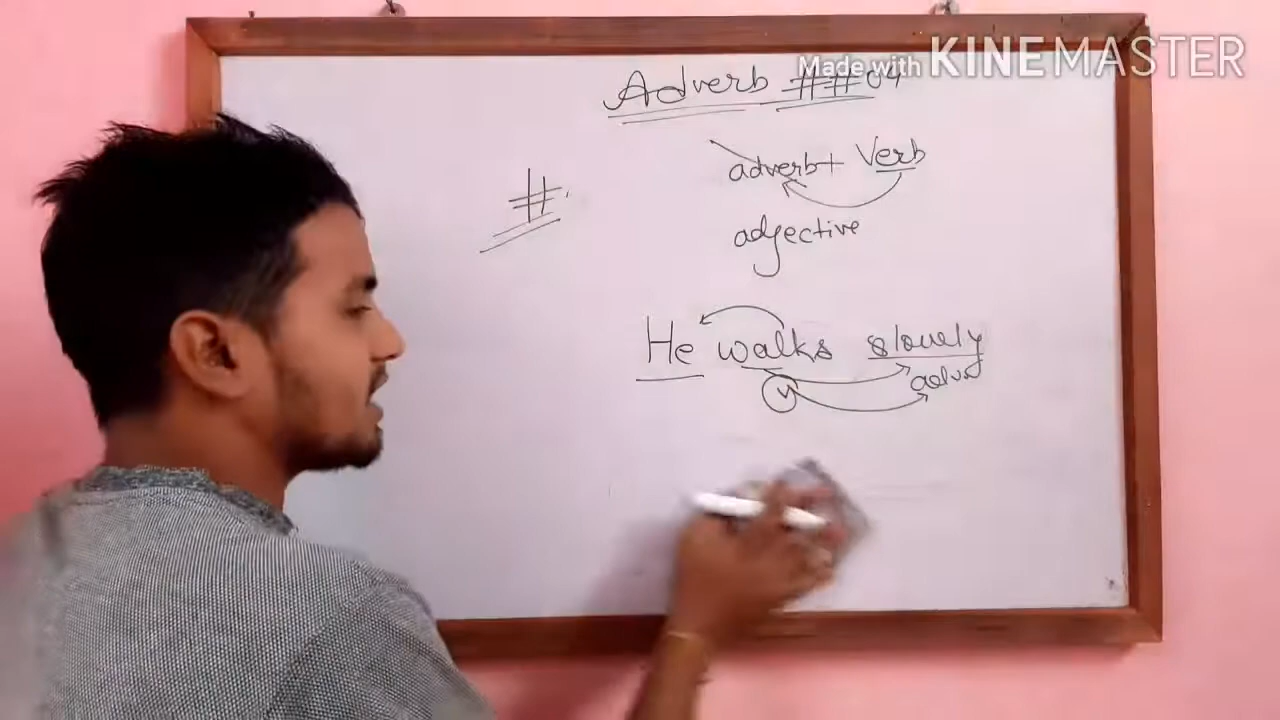 Made with KINEMASTER
Adverb ##04
adverb + Verb
#
adjective
He walks slowly
v
adv